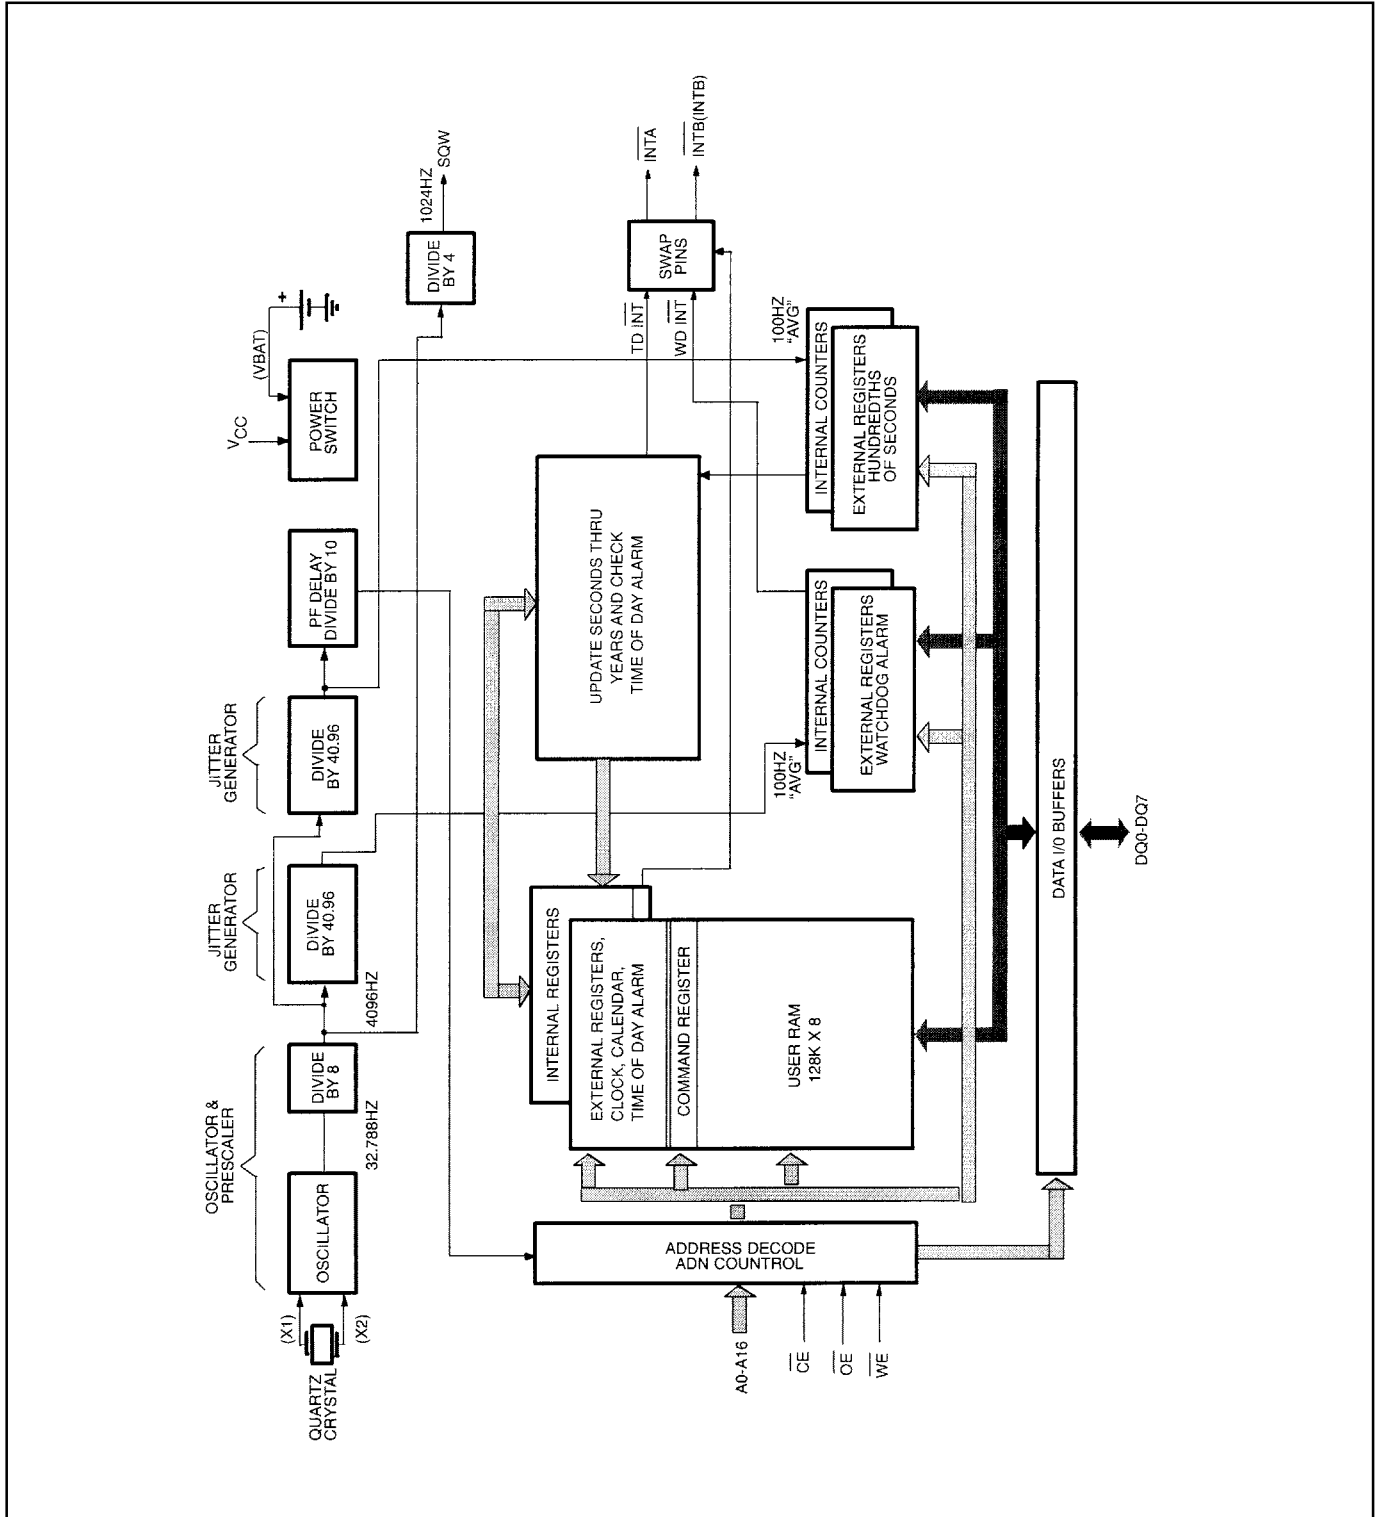 OSCILLATOR &
PRESCALER
JITTER
GENERATOR
JITTER
GENERATOR
QUARTZ
CRYSTAL
(X1)
(X2)
OSCILLATOR
32.788HZ
DIVIDE
BY 8
4096HZ
DIVIDE
BY 40.96
DIVIDE
BY 40.96
PF DELAY
DIVIDE BY 10
VCC
POWER
SWITCH
(VBAT)
+
DIVIDE
BY 4
1024HZ
SQW
INTERNAL REGISTERS
EXTERNAL REGISTERS,
CLOCK, CALENDAR,
TIME OF DAY ALARM
COMMAND REGISTER
USER RAM
128K X 8
UPDATE SECONDS THRU
YEARS AND CHECK
TIME OF DAY ALARM
TD INT
WD INT
SWAP
PINS
INTA
INTB(INTB)
ADDRESS DECODE
ADN COUNTROL
A0-A16
CE
OE
WE
100HZ
"AVG"
INTERNAL COUNTERS
EXTERNAL REGISTERS
WATCHDOG ALARM
100HZ
"AVG"
INTERNAL COUNTERS
EXTERNAL REGISTERS
HUNDREDTHS
OF SECONDS
DATA I/0 BUFFERS
DQ0-DQ7